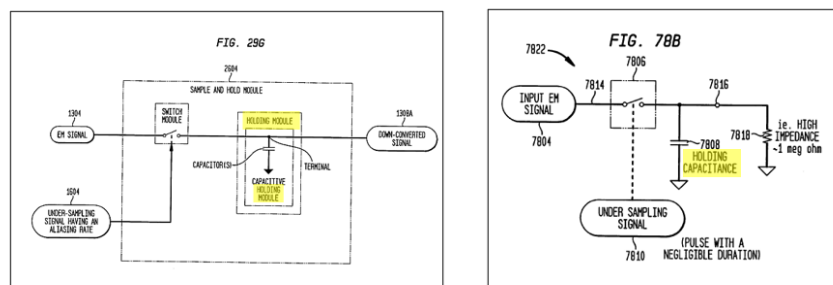 FIG. 29G
2604
SAMPLE AND HOLD MODULE
1304
EM SIGNAL
SWITCH
MODULE
HOLDING MODULE
1308A
DOWN-CONVERTED
SIGNAL
CAPACITOR(S)
TERMINAL
CAPACITIVE
HOLDING
MODULE
1604
UNDER-SAMPLING
SIGNAL HAVING AN
ALIASING RATE
FIG. 78B
7822
7806
INPUT EM
SIGNAL
7804
7814
7816
7808
HOLDING
CAPACITANCE
7818
ie. HIGH
IMPEDANCE
~1 meg ohm
UNDER SAMPLING
SIGNAL
7810
(PULSE WITH A
NEGLIGIBLE DURATION)